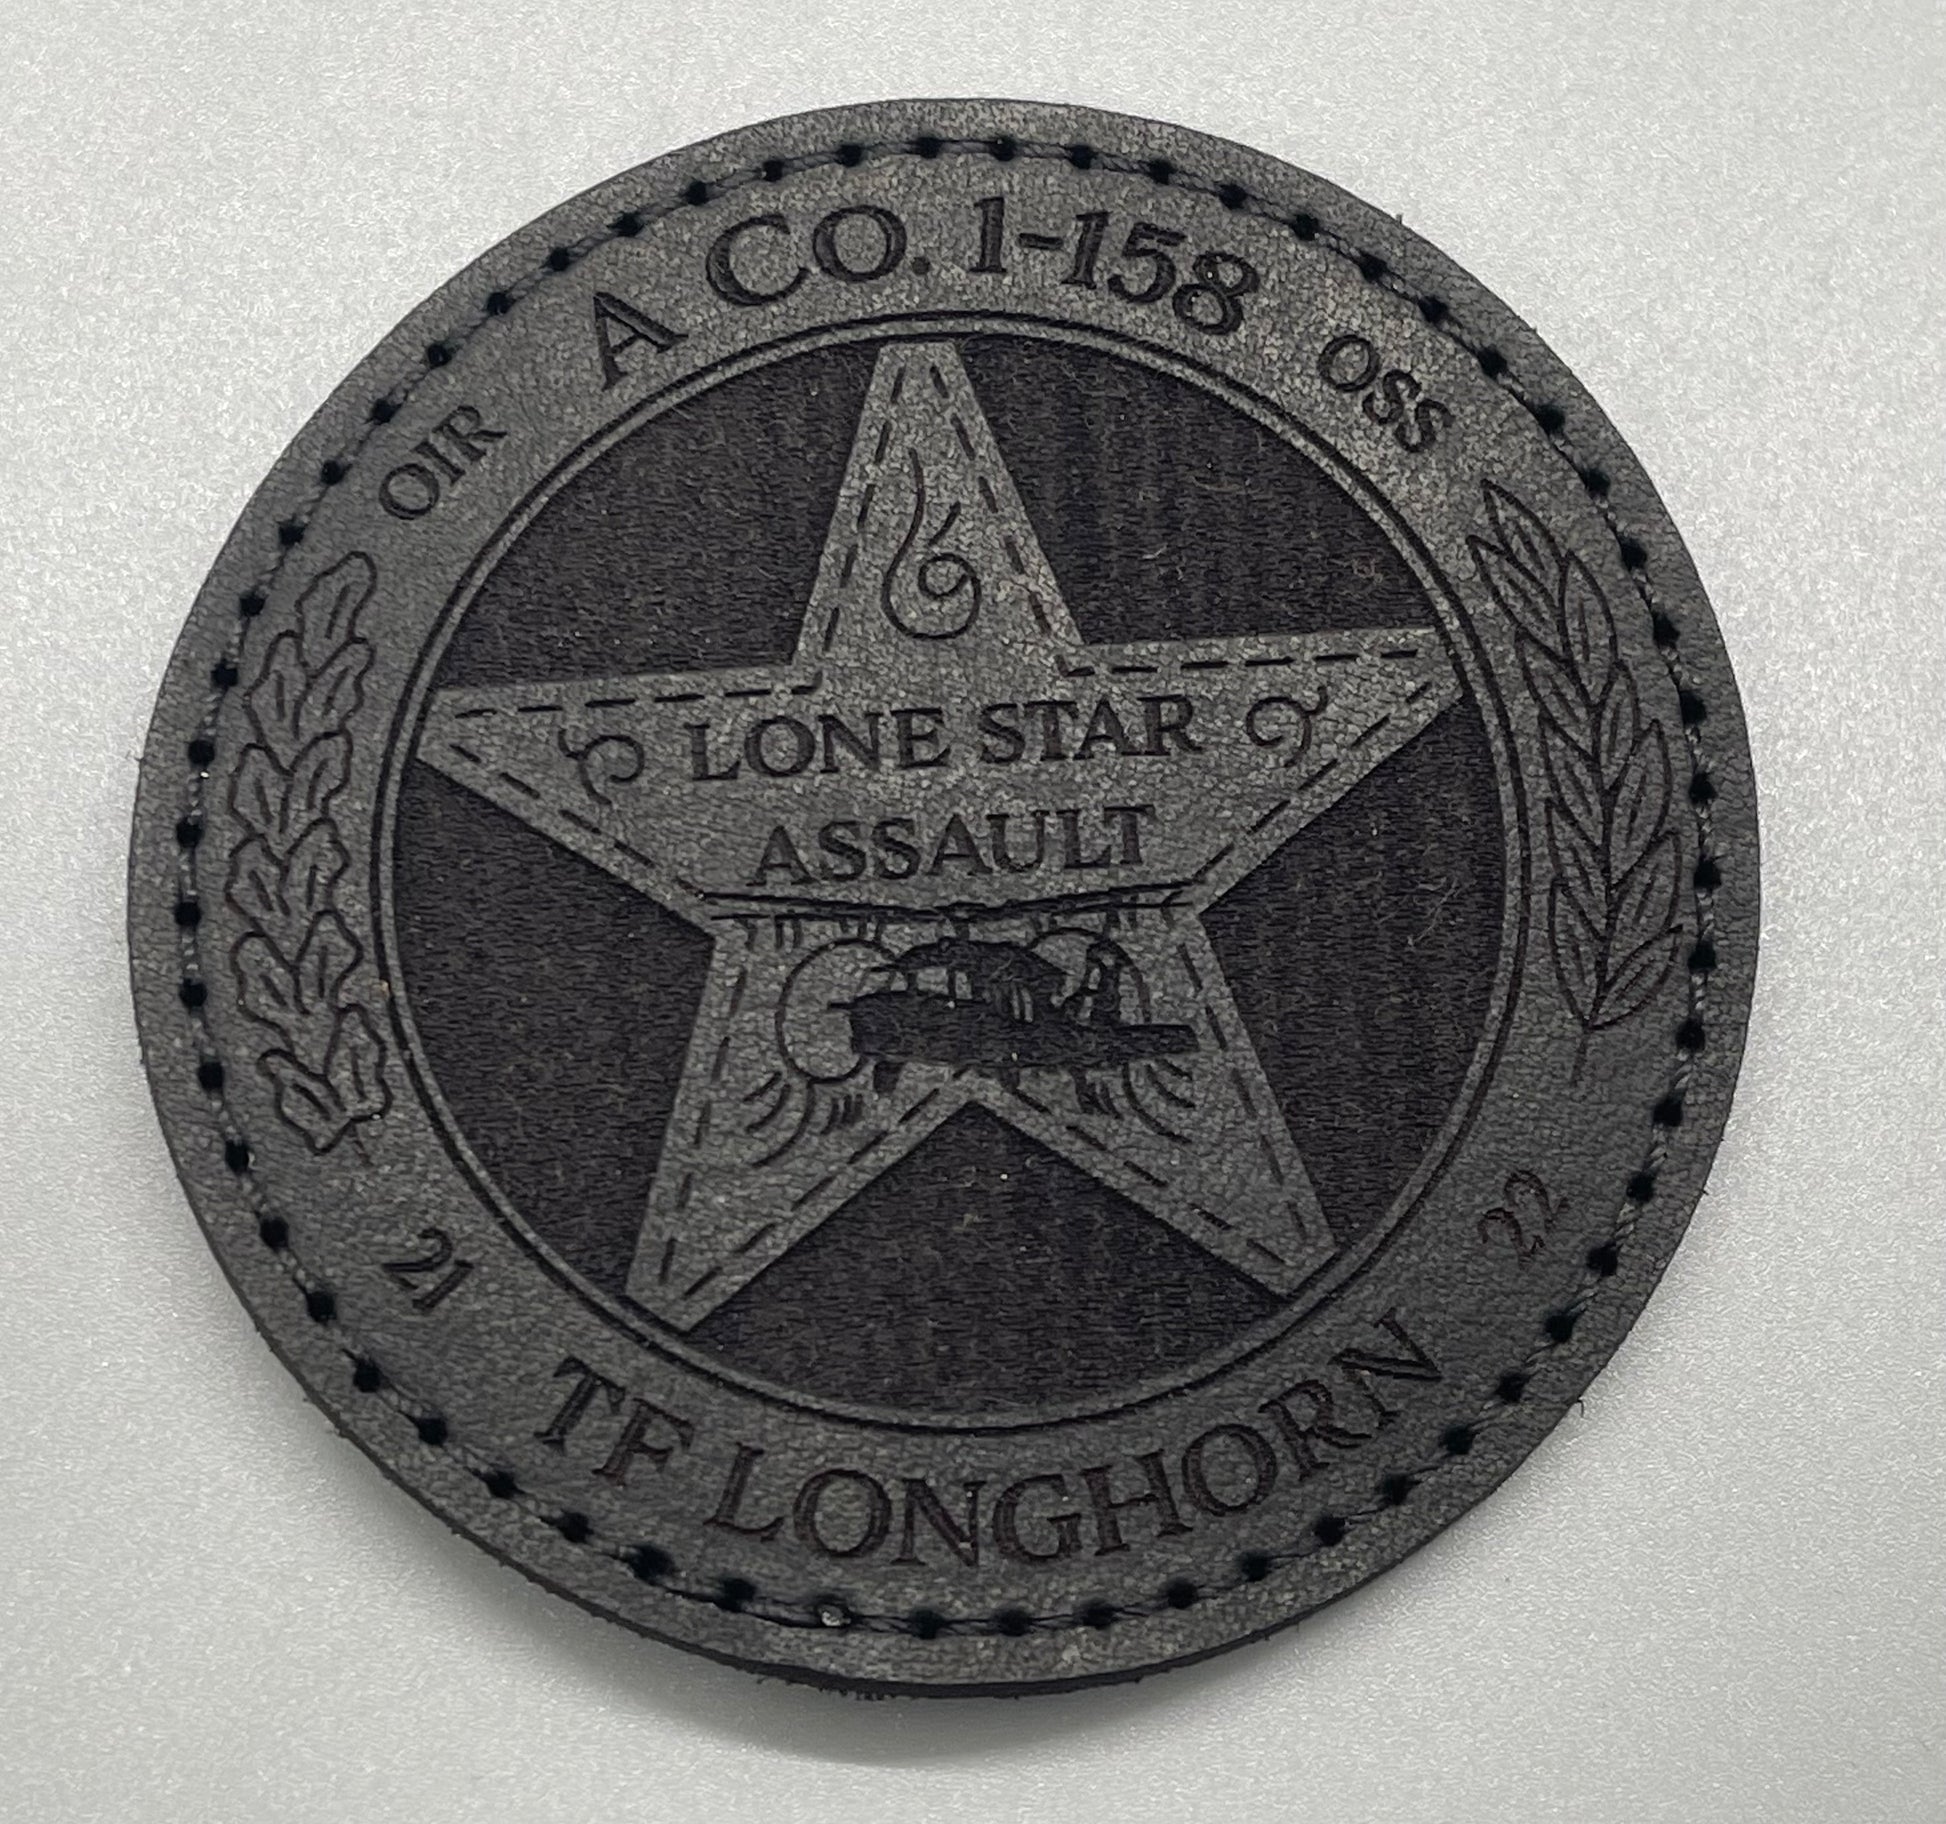 OIR
A CO. 1-158
OSS
LONE STAR
ASSAULT
21
TF LONGHORN
22